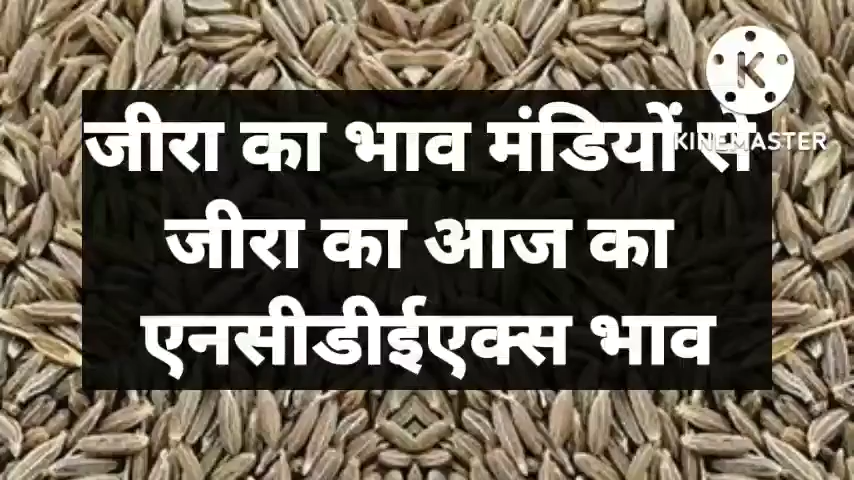 K
KINEMASTER
जीरा का भाव मंडियों से
जीरा का आज का
एनसीडीईएक्स भाव